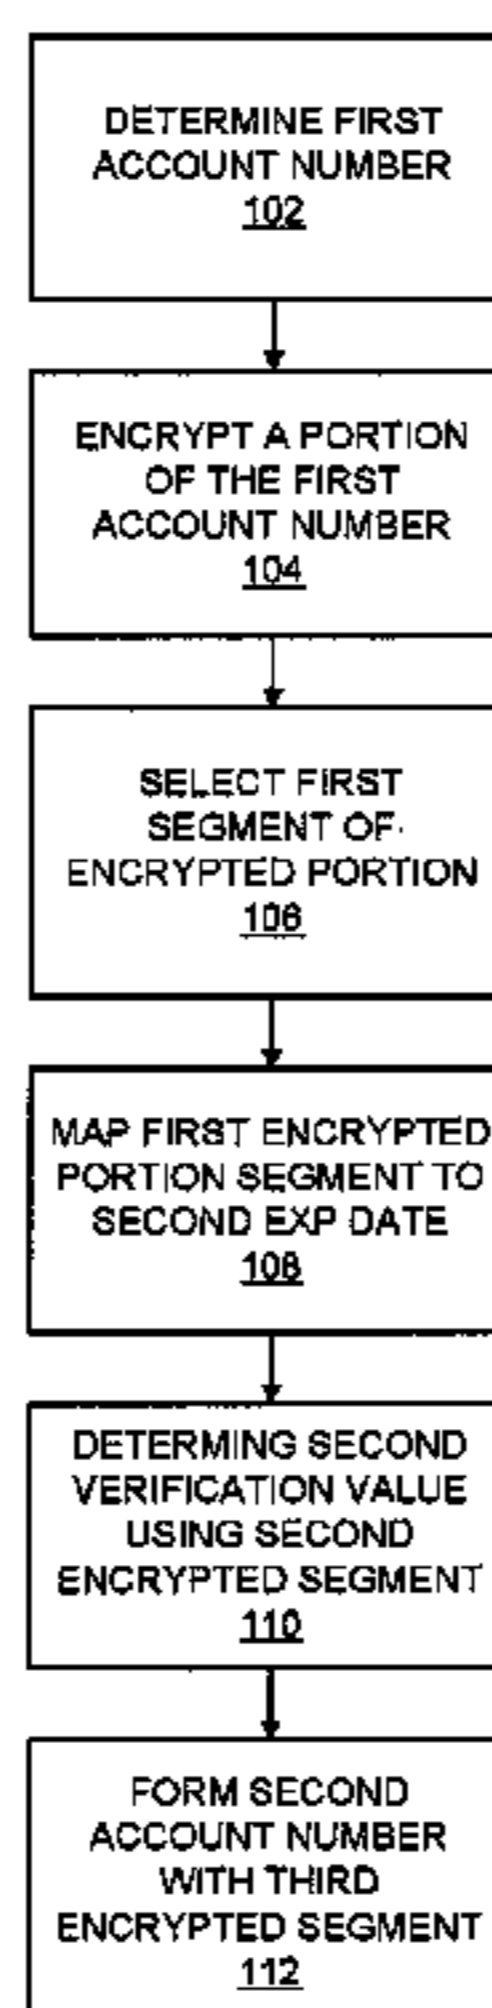 DETERMINE FIRST
ACCOUNT NUMBER
102
ENCRYPT A PORTION
OF THE FIRST
ACCOUNT NUMBER
104
SELECT FIRST
SEGMENT OF
ENCRYPTED PORTION
106
MAP FIRST ENCRYPTED
PORTION SEGMENT TO
SECOND EXP DATE
108
DETERMING SECOND
VERIFICATION VALUE
USING SECOND
ENCRYPTED SEGMENT
110
FORM SECOND
ACCOUNT NUMBER
WITH THIRD
ENCRYPTED SEGMENT
112